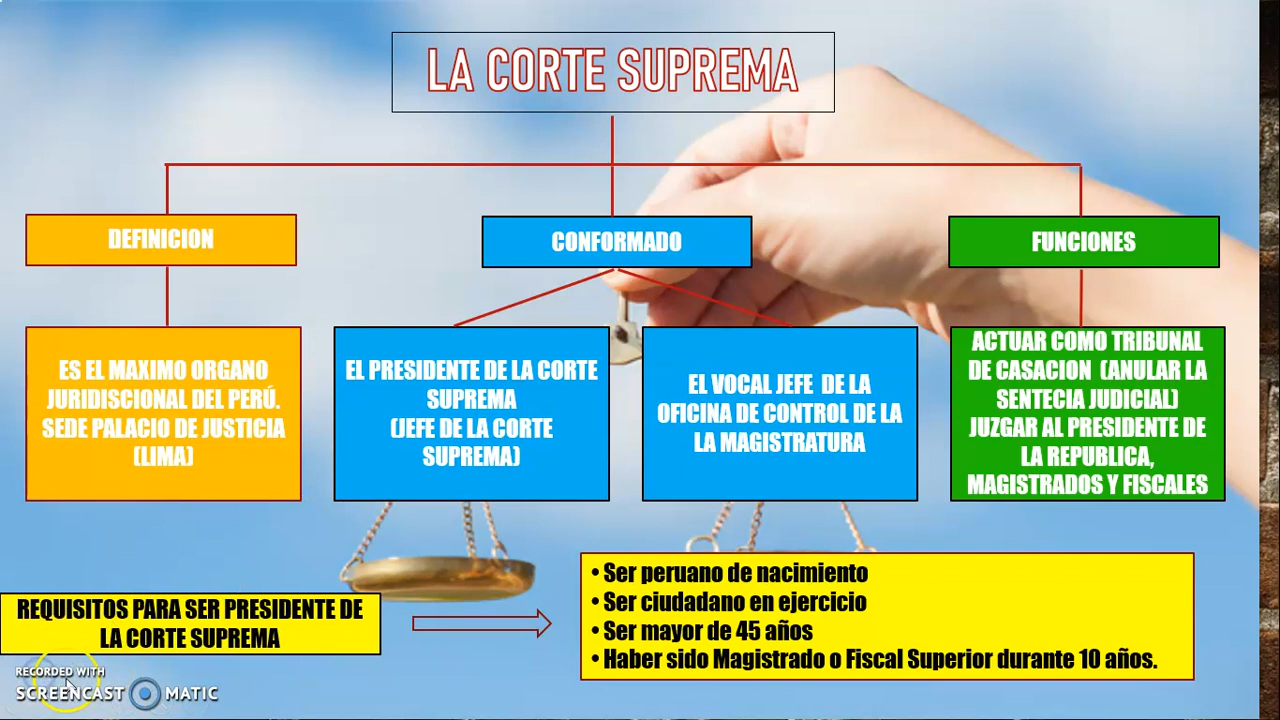 LA CORTE SUPREMA
DEFINICION
CONFORMADO
FUNCIONES
ES EL MAXIMO ORGANO
JURIDISCIONAL DEL PERÚ.
SEDE PALACIO DE JUSTICIA
(LIMA)
EL PRESIDENTE DE LA CORTE
SUPREMA
(JEFE DE LA CORTE
SUPREMA)
EL VOCAL JEFE DE LA
OFICINA DE CONTROL DE LA
LA MAGISTRATURA
ACTUAR COMO TRIBUNAL
DE CASACION (ANULAR LA
SENTECIA JUDICIAL)
JUZGAR AL PRESIDENTE DE
LA REPUBLICA,
MAGISTRADOS Y FISCALES
REQUISITOS PARA SER PRESIDENTE DE
LA CORTE SUPREMA
• Ser peruano de nacimiento
• Ser ciudadano en ejercicio
• Ser mayor de 45 años
• Haber sido Magistrado o Fiscal Superior durante 10 años.
RECORDED WITH
SCREENCAST MATIC